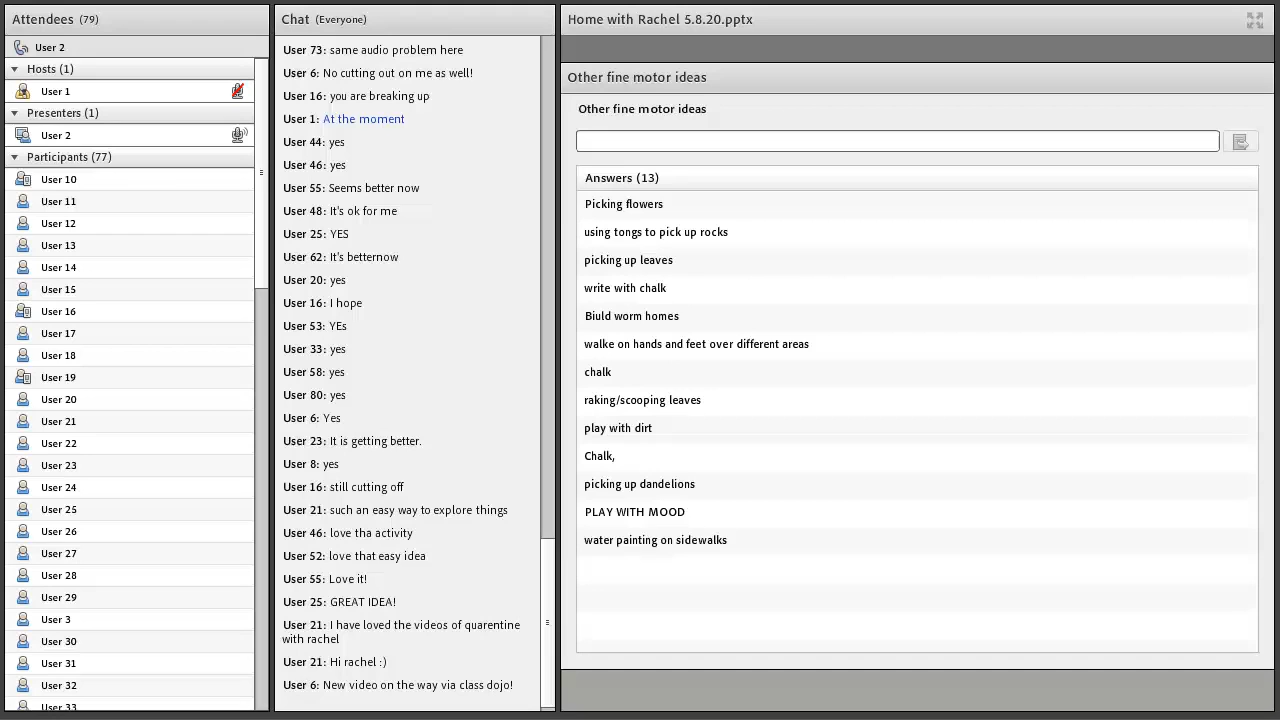 Attendees (79)
User 2
Hosts (1)
User 1
Presenters (1)
User 2
Participants (77)
User 10
User 11
User 12
User 13
User 14
User 15
User 16
User 17
User 18
User 19
User 20
User 21
User 22
User 23
User 24
User 25
User 26
User 27
User 28
User 29
User 3
User 30
User 31
User 32
User 33
Chat (Everyone)
User 73: same audio problem here
User 6: No cutting out on me as well!
User 16: you are breaking up
User 1: At the moment
User 44: yes
User 46: yes
User 55: Seems better now
User 48: It's ok for me
User 25: YES
User 62: It's betternow
User 20: yes
User 16: I hope
User 53: YEs
User 33: yes
User 58: yes
User 80: yes
User 6: Yes
User 23: It is getting better.
User 8: yes
User 16: still cutting off
User 21: such an easy way to explore things
User 46: love tha activity
User 52: love that easy idea
User 55: Love it!
User 25: GREAT IDEA!
User 21: I have loved the videos of quarentine
with rachel
User 21: Hi rachel :)
User 6: New video on the way via class dojo!
Home with Rachel 5.8.20.pptx
Other fine motor ideas
Other fine motor ideas
Answers (13)
Picking flowers
using tongs to pick up rocks
picking up leaves
write with chalk
Biuld worm homes
walke on hands and feet over different areas
chalk
raking/scooping leaves
play with dirt
Chalk,
picking up dandelions
PLAY WITH MOOD
water painting on sidewalks